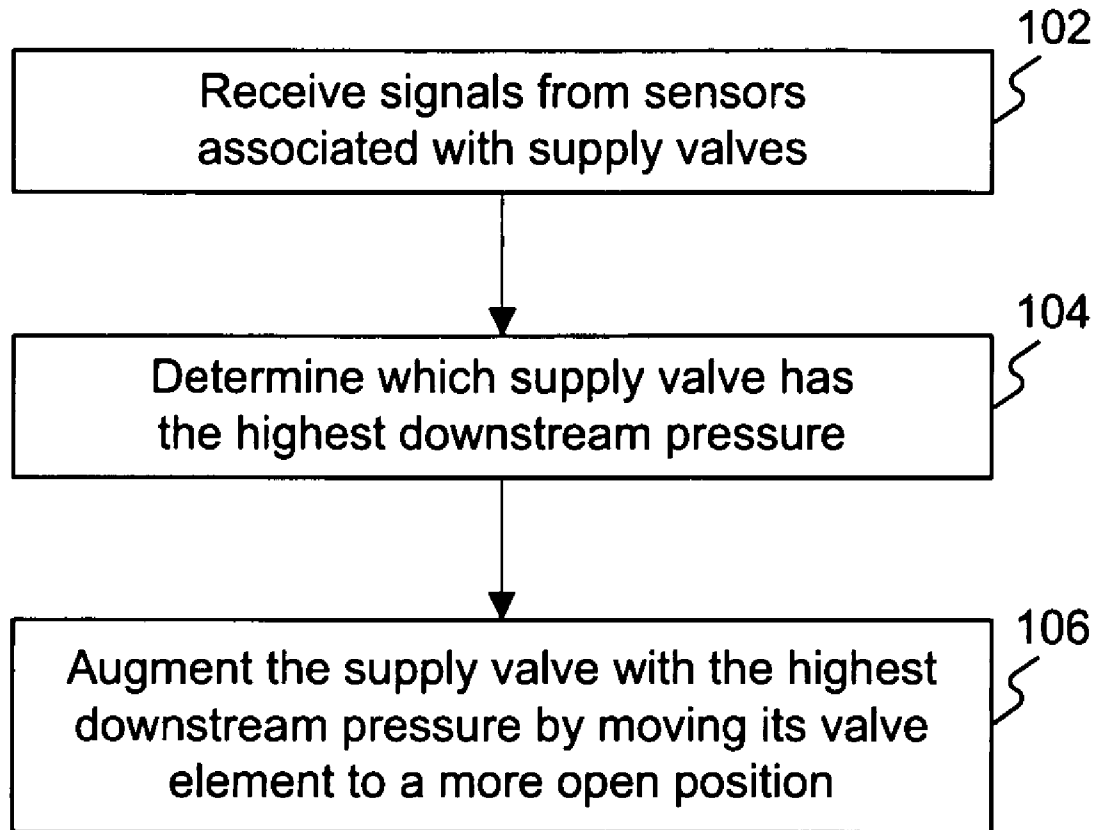 102
Receive signals from sensors
associated with supply valves
104
Determine which supply valve has
the highest downstream pressure
106
Augment the supply valve with the highest
downstream pressure by moving its valve
element to a more open position